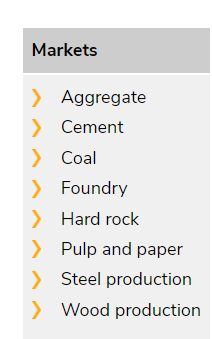 Markets
Aggregate
Cement
Coal
Foundry
Hard rock
Pulp and paper
Steel production
Wood production